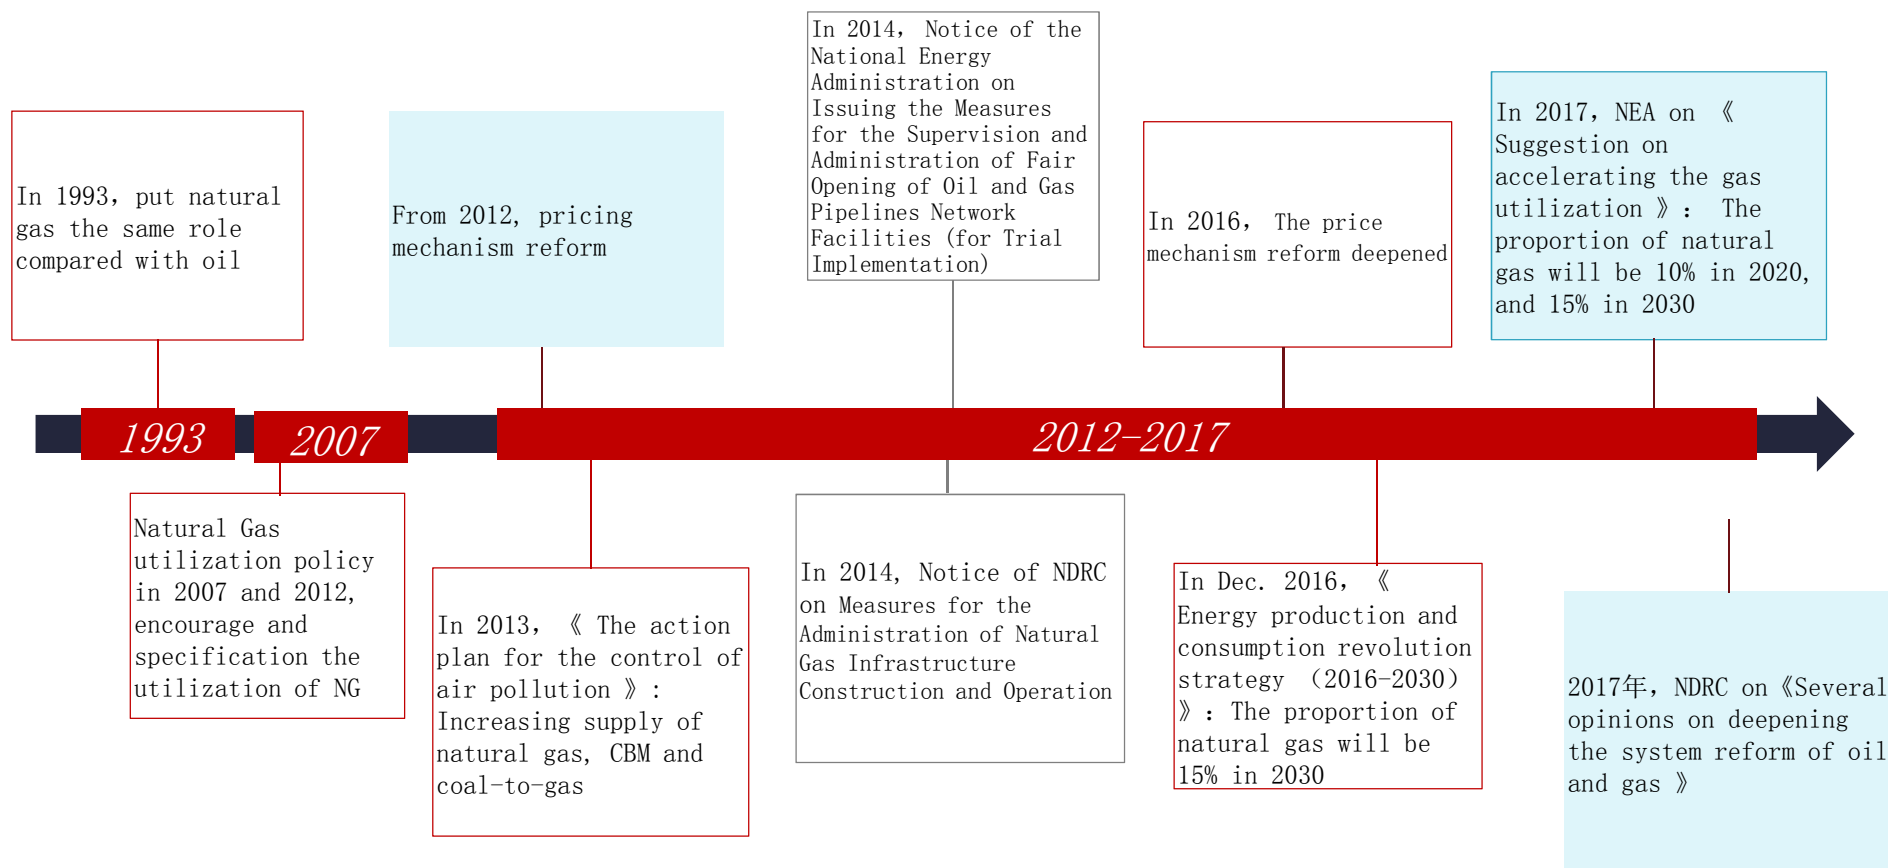 In 1993, put natural
gas the same role
compared with oil
From 2012, pricing
mechanism reform
In 2014, Notice of the
National Energy
Administration on
Issuing the Measures
for the Supervision and
Administration of Fair
Opening of Oil and Gas
Pipelines Network
Facilities (for Trial
Implementation)
In 2016, The price
mechanism reform deepened
In 2017, NEA on 《
Suggestion on
accelerating the gas
utilization 》: The
proportion of natural
gas will be 10% in 2020,
and 15% in 2030
1993
2007
2012-2017
Natural Gas
utilization policy
in 2007 and 2012,
encourage and
specification the
utilization of NG
In 2013, 《 The action
plan for the control of
air pollution 》:
Increasing supply of
natural gas, CBM and
coal-to-gas
In 2014, Notice of NDRC
on Measures for the
Administration of Natural
Gas Infrastructure
Construction and Operation
In Dec. 2016, 《
Energy production and
consumption revolution
strategy （2016-2030）
》: The proportion of
natural gas will be
15% in 2030
2017年, NDRC on《Several
opinions on deepening
the system reform of oil
and gas 》